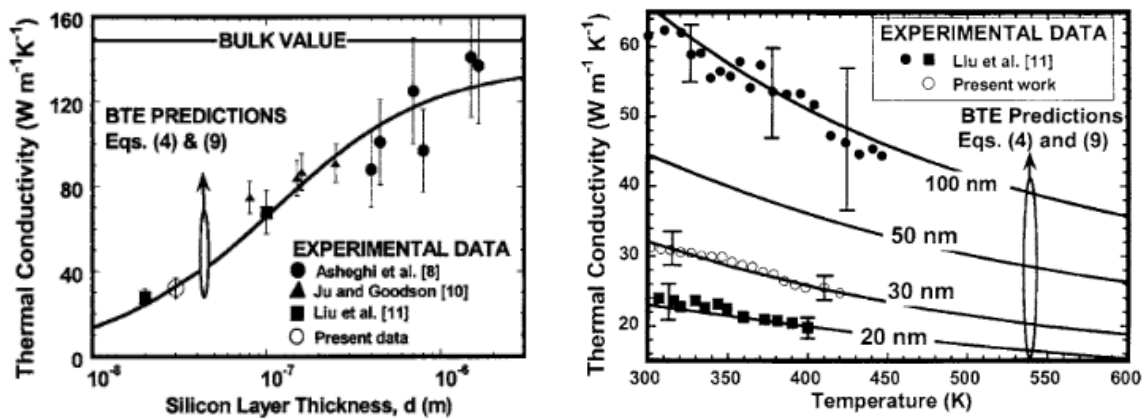 160
120
80
40
0
Thermal Conductivity (W m⁻¹ K⁻¹)
BULK VALUE
BTE PREDICTIONS
Eqs. (4) & (9)
EXPERIMENTAL DATA
Asheghi et al. [8]
Ju and Goodson [10]
Liu et al. [11]
Present data
10⁻⁸
10⁻⁷
10⁻⁶
Silicon Layer Thickness, d (m)
60
50
40
30
20
Thermal Conductivity (W m⁻¹ K⁻¹)
EXPERIMENTAL DATA
Liu et al. [11]
Present work
BTE Predictions
Eqs. (4) and (9)
100 nm
50 nm
30 nm
20 nm
300
350
400
450
500
550
600
Temperature (K)